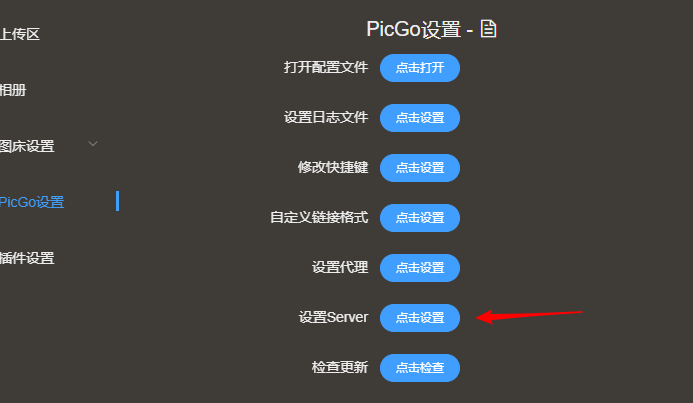 上传区
相册
图床设置
PicGo设置
插件设置
PicGo设置 -
打开配置文件 点击打开
设置日志文件 点击设置
修改快捷键 点击设置
自定义链接格式 点击设置
设置代理 点击设置
设置Server 点击设置
检查更新 点击检查